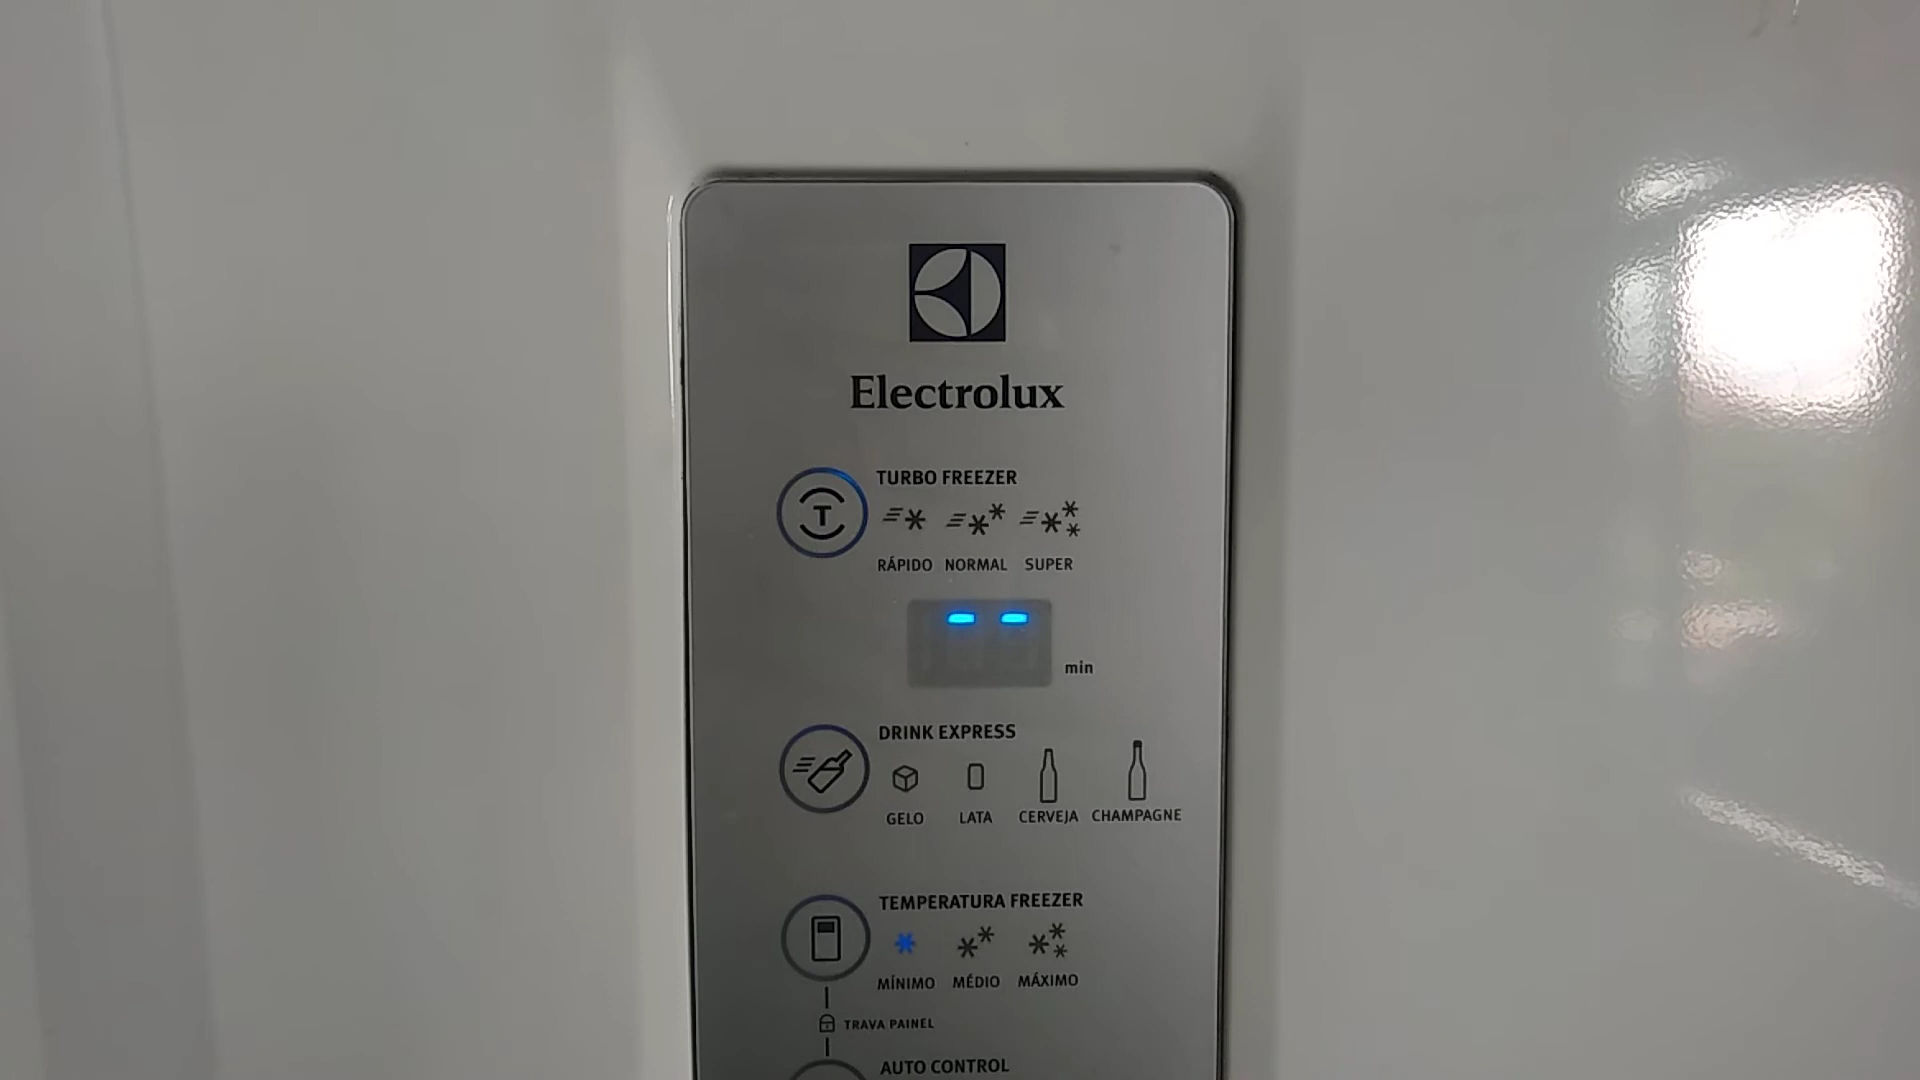 Electrolux
TURBO FREEZER
T
RÁPIDO NORMAL SUPER
min
DRINK EXPRESS
GELO LATA CERVEJA CHAMPAGNE
TEMPERATURA FREEZER
MÍNIMO MÉDIO MÁXIMO
TRAVA PAINEL
AUTO CONTROL